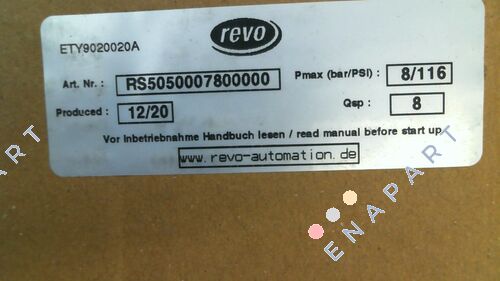 ETY9020020A
revo
Art. Nr.: RS5050007800000 Pmax (bar/PSI) : 8/116
Produced : 12/20 Qsp : 8
Vor Inbetriebnahme Handbuch lesen / read manual before start up
www.revo-automation.de
ENAPART
ENAPART